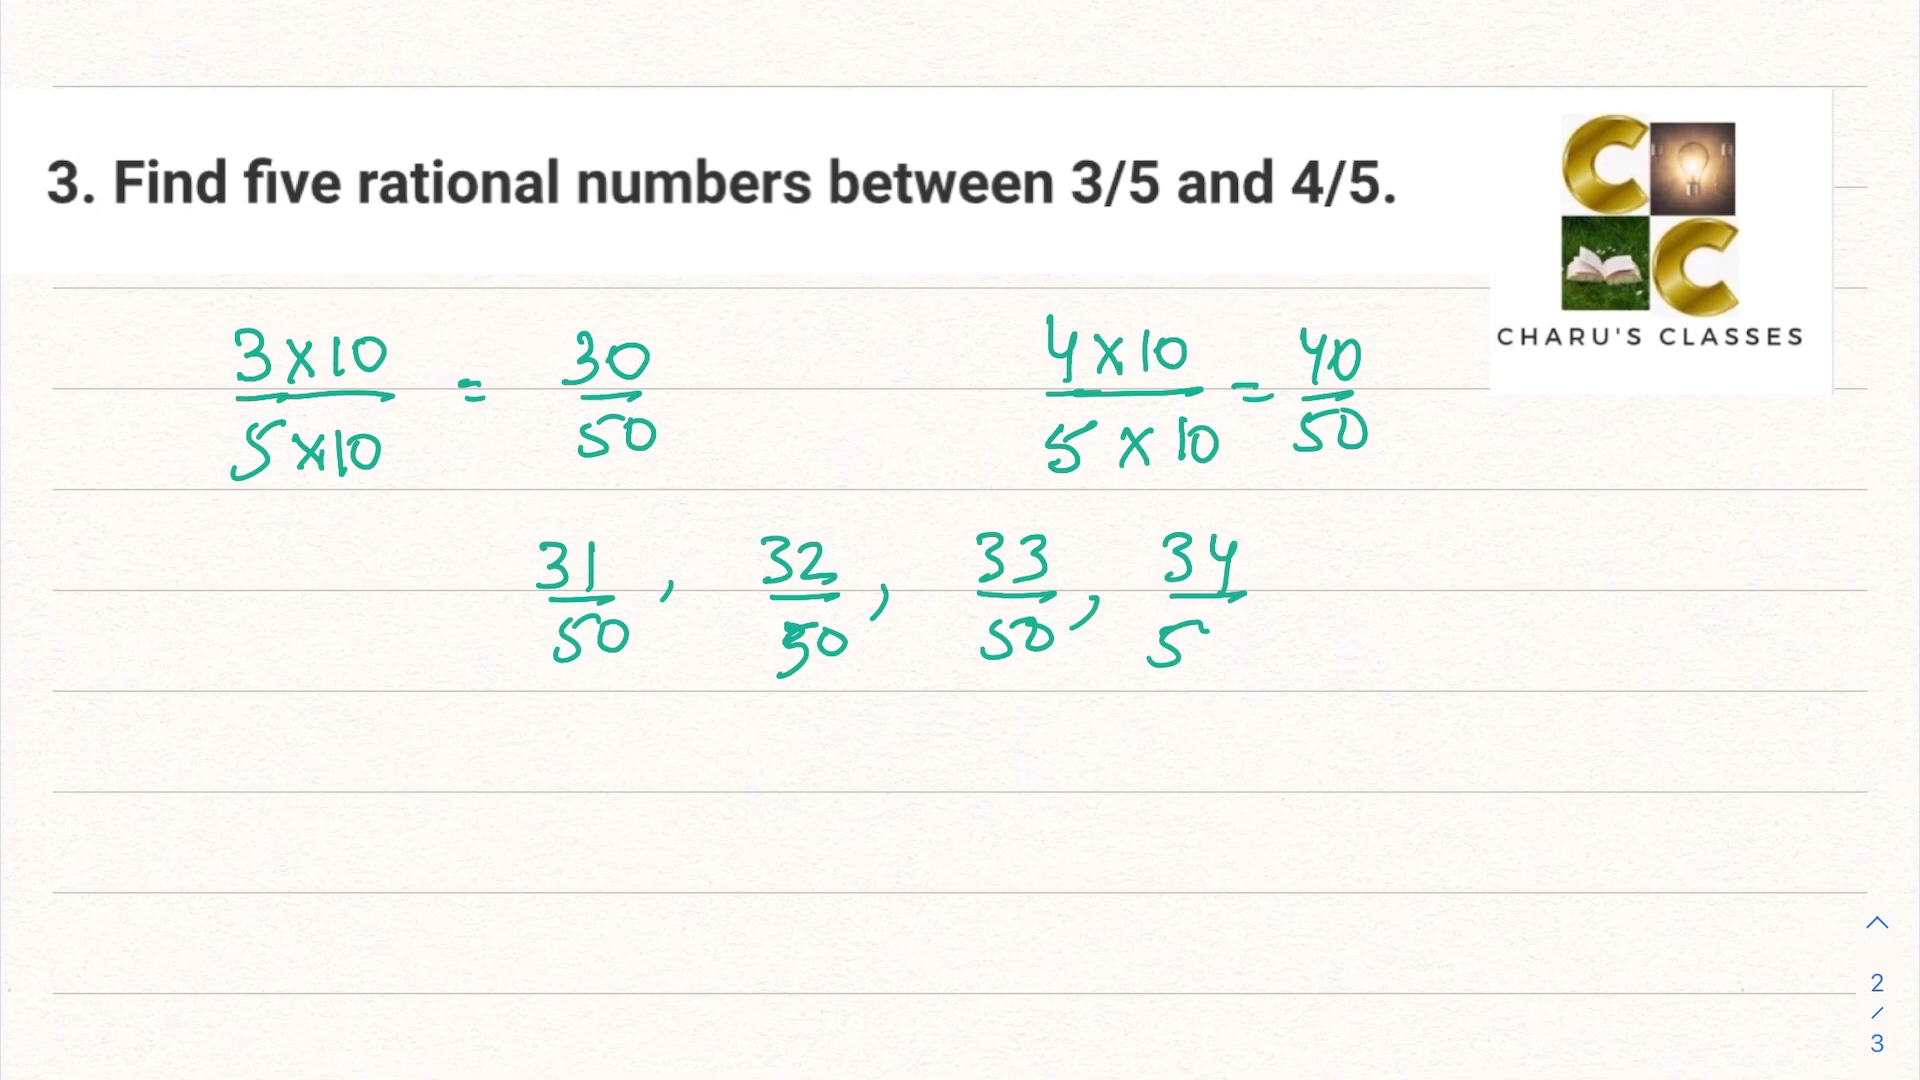 3. Find five rational numbers between 3/5 and 4/5.
CHARU'S CLASSES
3×10/5×10 = 30/50    4×10/5×10 = 40/50
31/50, 32/50, 33/50, 34/5
2/3